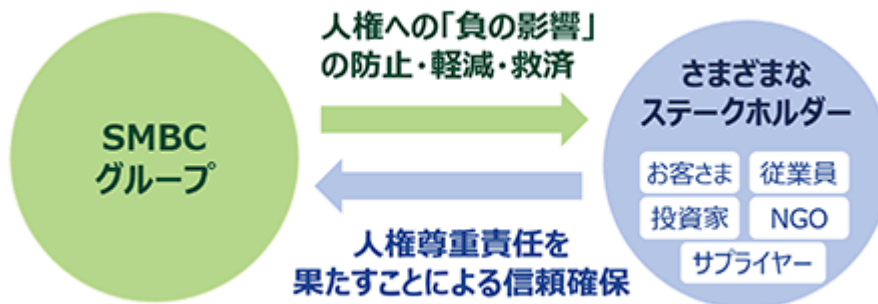 人権への「負の影響」
の防止・軽減・救済
SMBC
グループ
さまざまな
ステークホルダー
お客さま
従業員
投資家
NGO
サプライヤー
人権尊重責任を
果たすことによる信頼確保